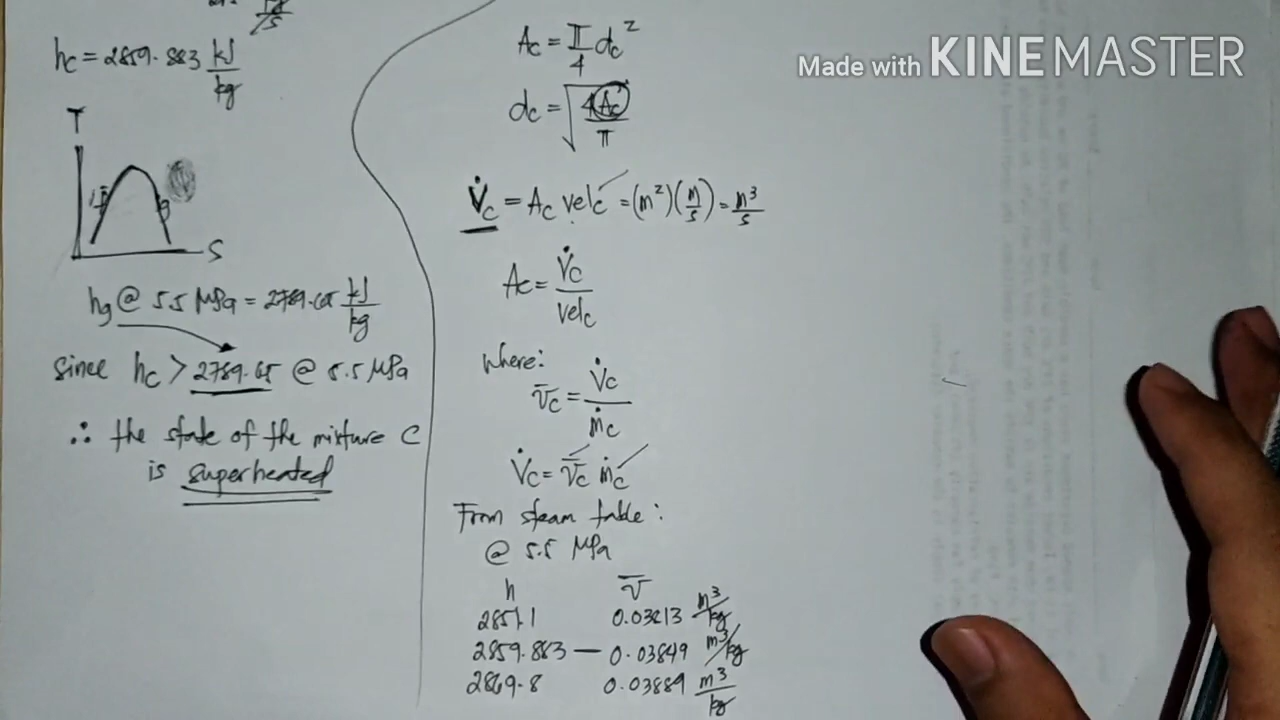 hc = 2859.883 kJ/kg
T
S
hg @ 5.5 MPa = 2789.65 kJ/kg
since hc > 2789.65 @ 5.5 MPa
∴ the state of the mixture C
is superheated
Made with KINEMASTER
Ac = π/4 dc²
dc = √(4Ac/π)
V̇c = Ac velc = (m²)(m/s) = m³/s
Ac = V̇c/velc
Where:
v̄c = V̇c/ṁc
V̇c = v̄c ṁc
From steam table:
@ 5.5 MPa
h v̄
2851.1 0.03813 m³/kg
2859.883 — 0.03849 m³/kg
2869.8 0.03889 m³/kg